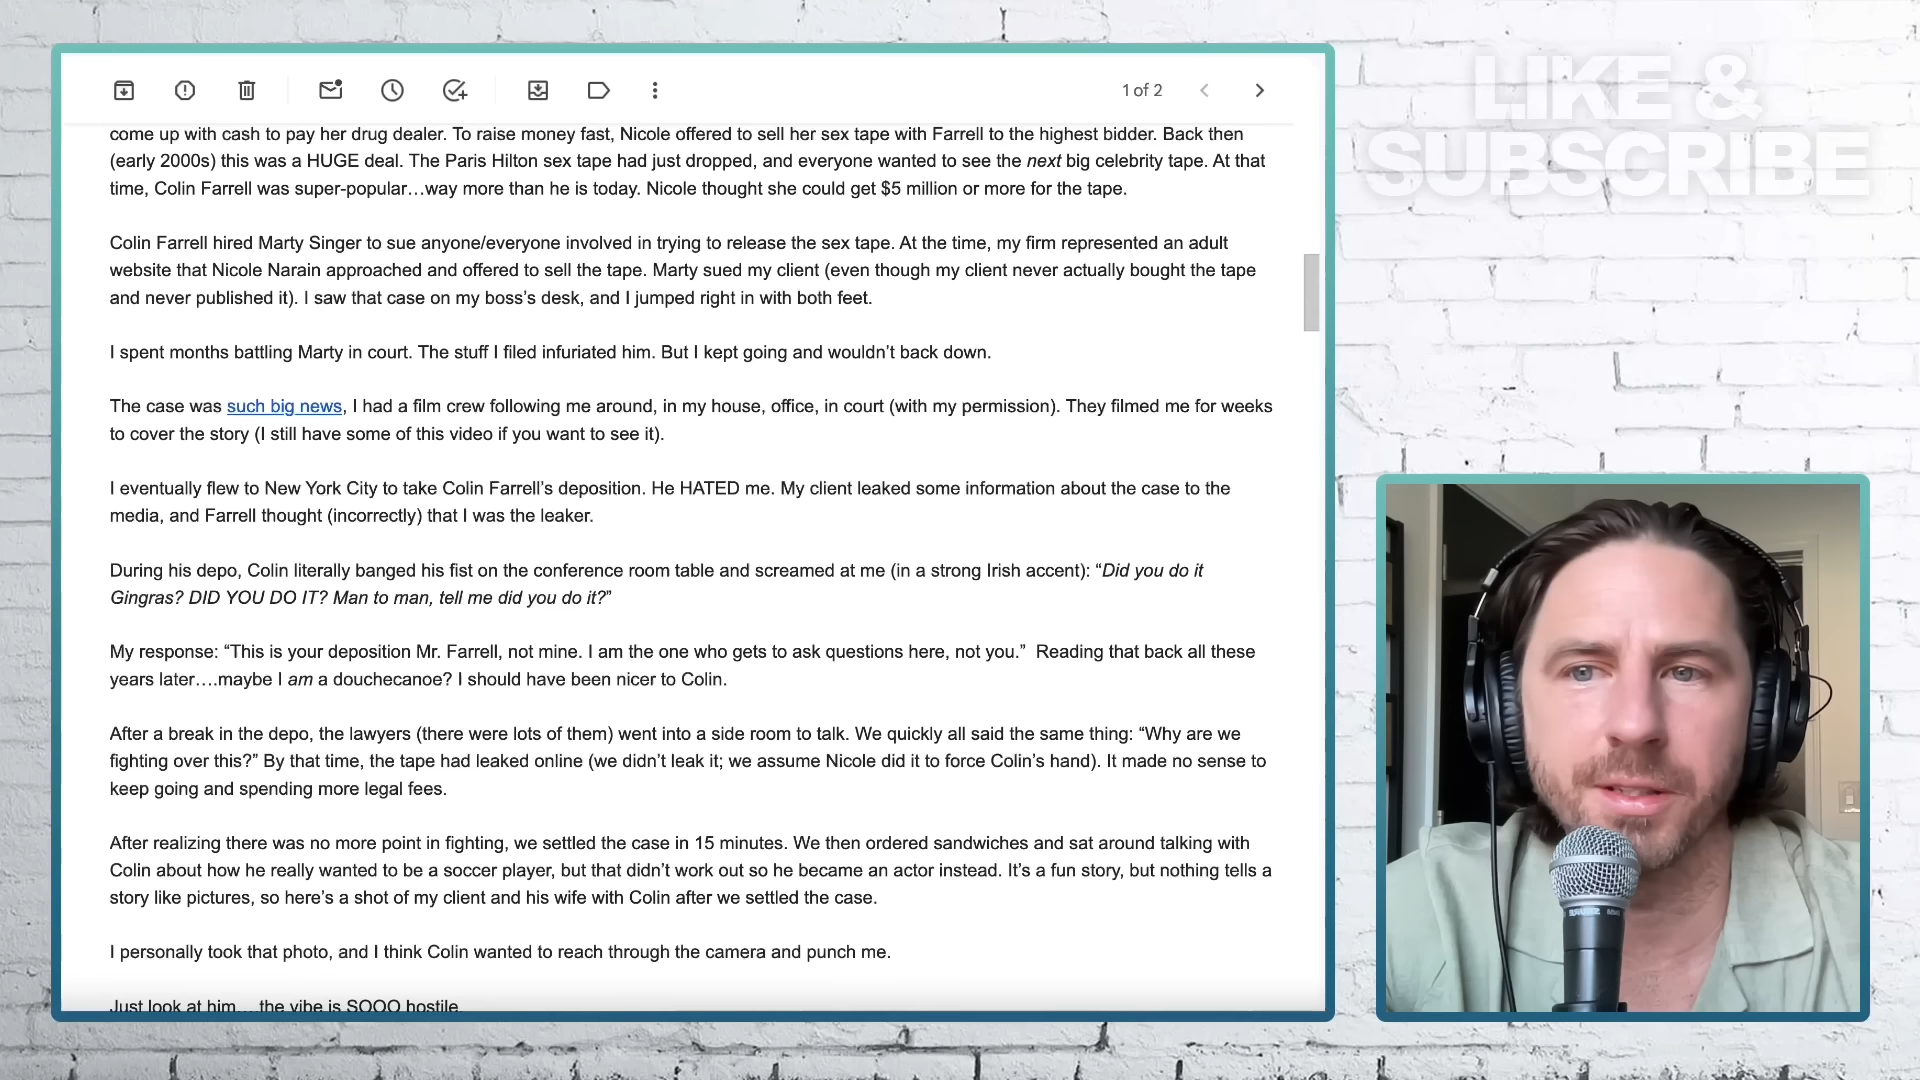 LIKE &
SUBSCRIBE
1 of 2
come up with cash to pay her drug dealer. To raise money fast, Nicole offered to sell her sex tape with Farrell to the highest bidder. Back then
(early 2000s) this was a HUGE deal. The Paris Hilton sex tape had just dropped, and everyone wanted to see the next big celebrity tape. At that
time, Colin Farrell was super-popular…way more than he is today. Nicole thought she could get $5 million or more for the tape.
Colin Farrell hired Marty Singer to sue anyone/everyone involved in trying to release the sex tape. At the time, my firm represented an adult
website that Nicole Narain approached and offered to sell the tape. Marty sued my client (even though my client never actually bought the tape
and never published it). I saw that case on my boss’s desk, and I jumped right in with both feet.
I spent months battling Marty in court. The stuff I filed infuriated him. But I kept going and wouldn’t back down.
The case was such big news, I had a film crew following me around, in my house, office, in court (with my permission). They filmed me for weeks
to cover the story (I still have some of this video if you want to see it).
I eventually flew to New York City to take Colin Farrell’s deposition. He HATED me. My client leaked some information about the case to the
media, and Farrell thought (incorrectly) that I was the leaker.
During his depo, Colin literally banged his fist on the conference room table and screamed at me (in a strong Irish accent): “Did you do it
Gingras? DID YOU DO IT? Man to man, tell me did you do it?”
My response: “This is your deposition Mr. Farrell, not mine. I am the one who gets to ask questions here, not you.”  Reading that back all these
years later….maybe I am a douchecanoe? I should have been nicer to Colin.
After a break in the depo, the lawyers (there were lots of them) went into a side room to talk. We quickly all said the same thing: “Why are we
fighting over this?” By that time, the tape had leaked online (we didn’t leak it; we assume Nicole did it to force Colin’s hand). It made no sense to
keep going and spending more legal fees.
After realizing there was no more point in fighting, we settled the case in 15 minutes. We then ordered sandwiches and sat around talking with
Colin about how he really wanted to be a soccer player, but that didn’t work out so he became an actor instead. It’s a fun story, but nothing tells a
story like pictures, so here’s a shot of my client and his wife with Colin after we settled the case.
I personally took that photo, and I think Colin wanted to reach through the camera and punch me.
Just look at him….the vibe is SOOO hostile.